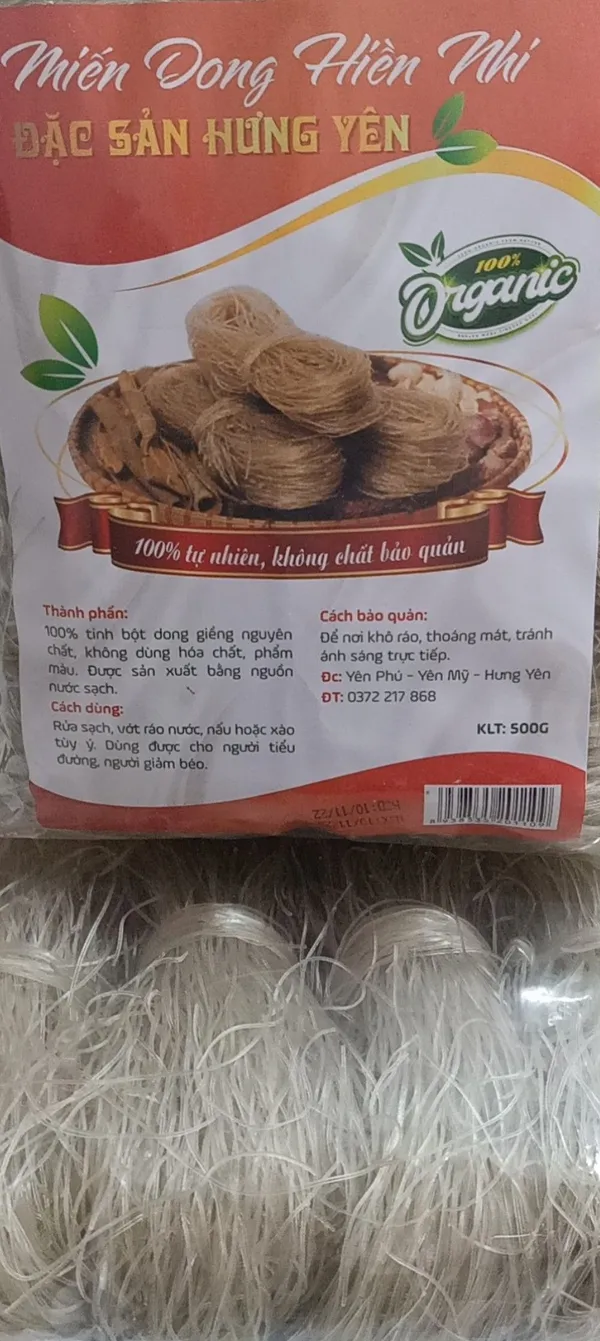 Miến Dong Hiền Nhi
ĐẶC SẢN HƯNG YÊN
100%
Organic
100% tự nhiên, không chất bảo quản
Thành phần:
100% tinh bột dong giềng nguyên
chất, không dùng hóa chất, phẩm
màu. Được sản xuất bằng nguồn
nước sạch.
Cách dùng:
Rửa sạch, vớt ráo nước, nấu hoặc xào
tùy ý. Dùng được cho người tiểu
đường, người giảm béo.
Cách bảo quản:
Để nơi khô ráo, thoáng mát, tránh
ánh sáng trực tiếp.
Đc: Yên Phú - Yên Mỹ - Hưng Yên
ĐT: 0372 217 868
KLT: 500G